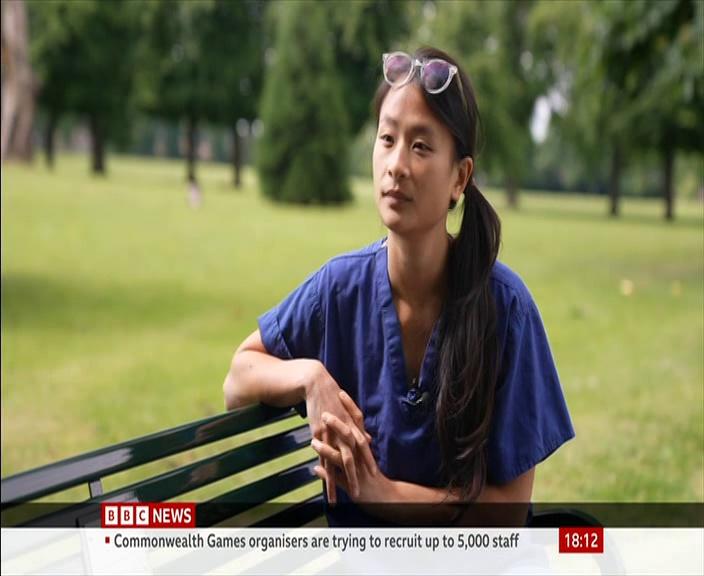 BBC NEWS
Commonwealth Games organisers are trying to recruit up to 5,000 staff 18:12